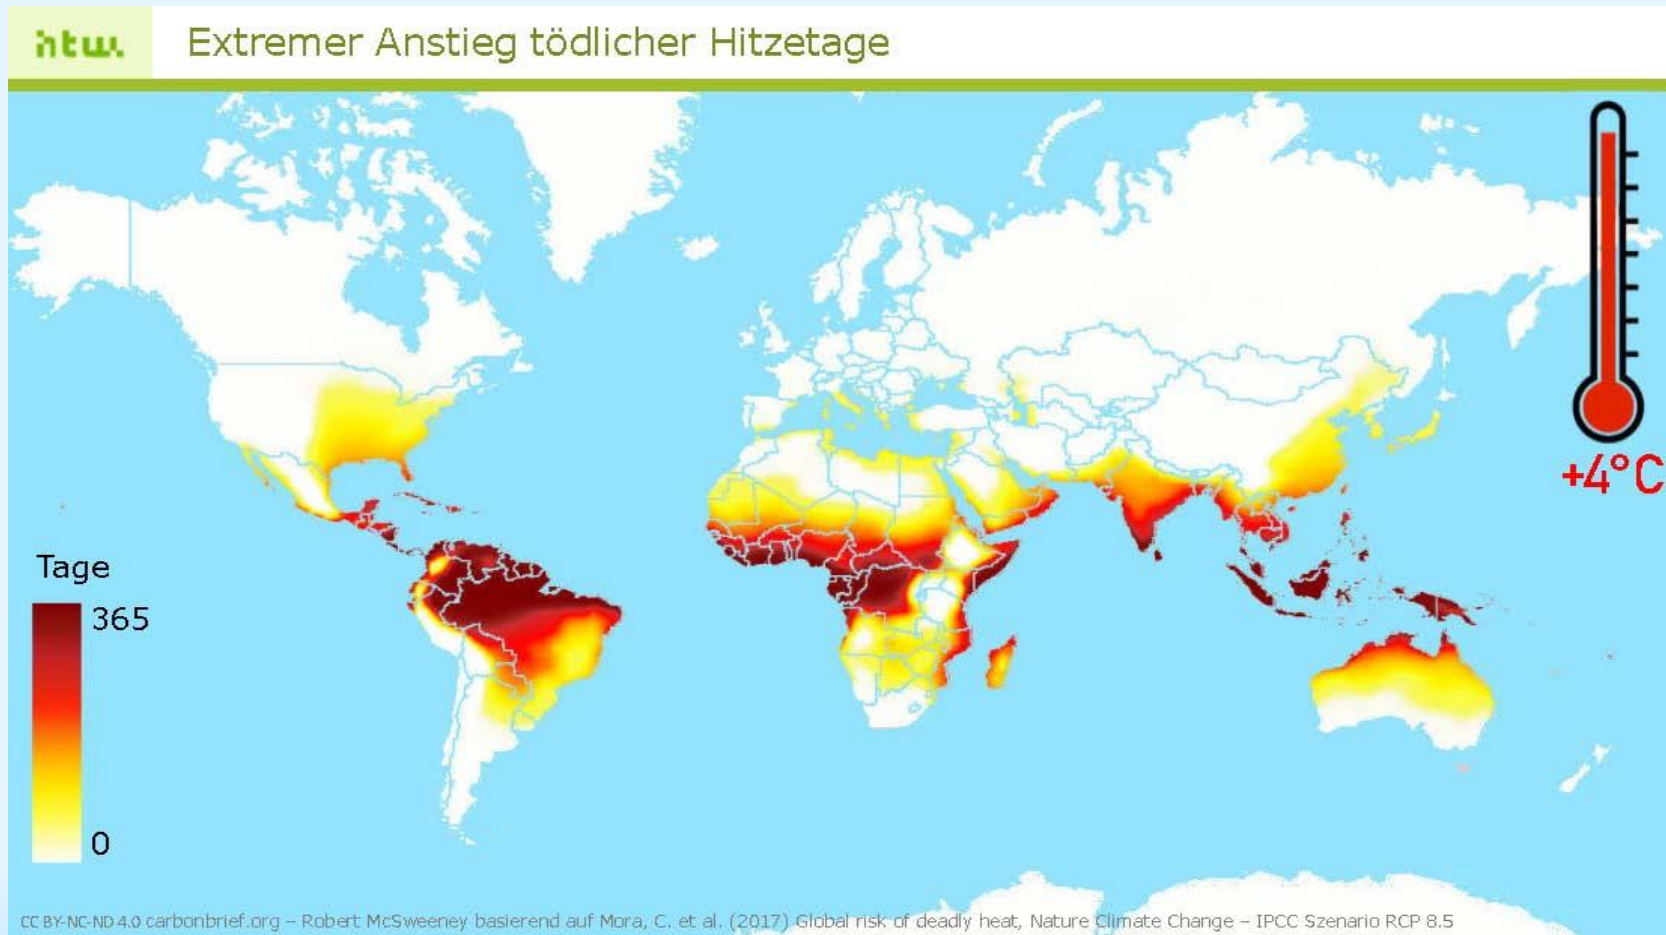 htw.
Extremer Anstieg tödlicher Hitzetage
+4°C
Tage
365
0
CC BY-NC-ND 4.0 carbonbrief.org – Robert McSweeney basierend auf Mora, C. et al. (2017) Global risk of deadly heat, Nature Climate Change – IPCC Szenario RCP 8.5